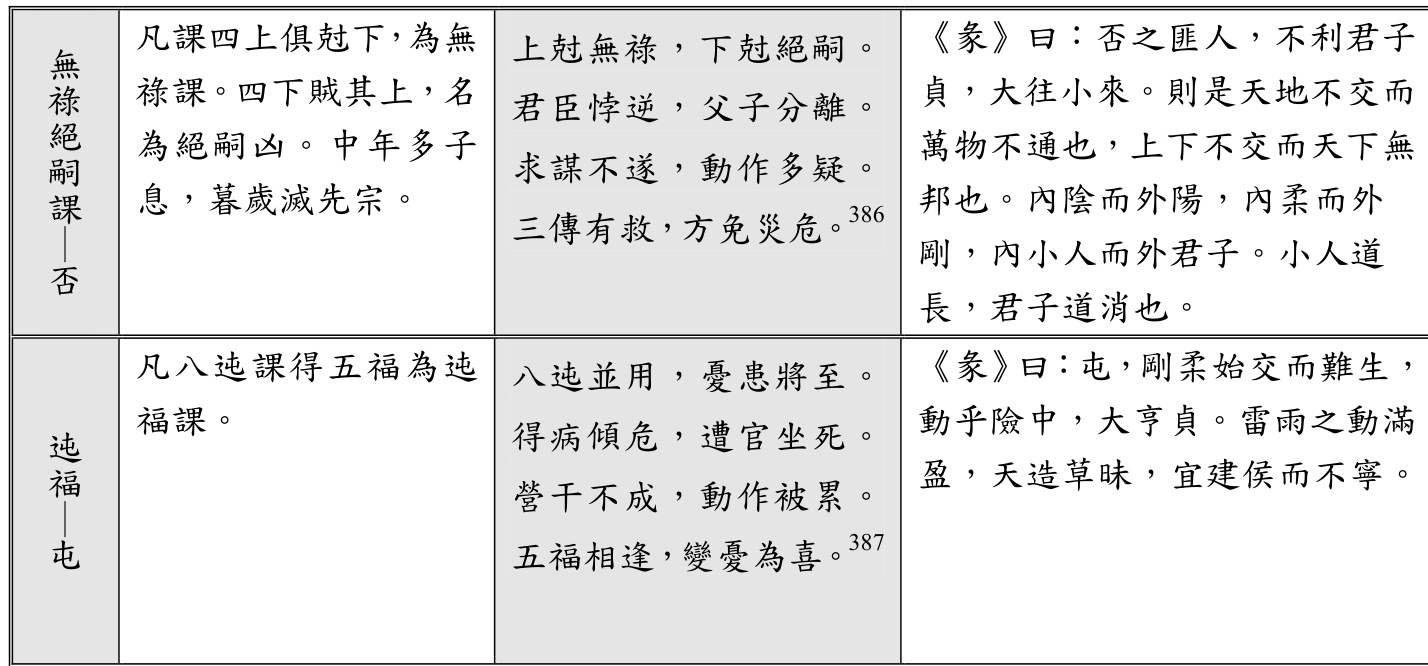 無祿絕嗣課—否
凡課四上俱尅下，為無
祿課。四下賊其上，名
為絕嗣凶。中年多子
息，暮歲滅先宗。
上尅無祿，下尅絕嗣。
君臣悖逆，父子分離。
求謀不遂，動作多疑。
三傳有救，方免災危。386
《彖》曰：否之匪人，不利君子
貞，大往小來。則是天地不交而
萬物不通也，上下不交而天下無
邦也。內陰而外陽，內柔而外
剛，內小人而外君子。小人道
長，君子道消也。
迍福—屯
凡八迍課得五福為迍
福課。
八迍並用，憂患將至。
得病傾危，遭官坐死。
營干不成，動作被累。
五福相逢，變憂為喜。387
《彖》曰：屯，剛柔始交而難生，
動乎險中，大亨貞。雷雨之動滿
盈，天造草昧，宜建侯而不寧。